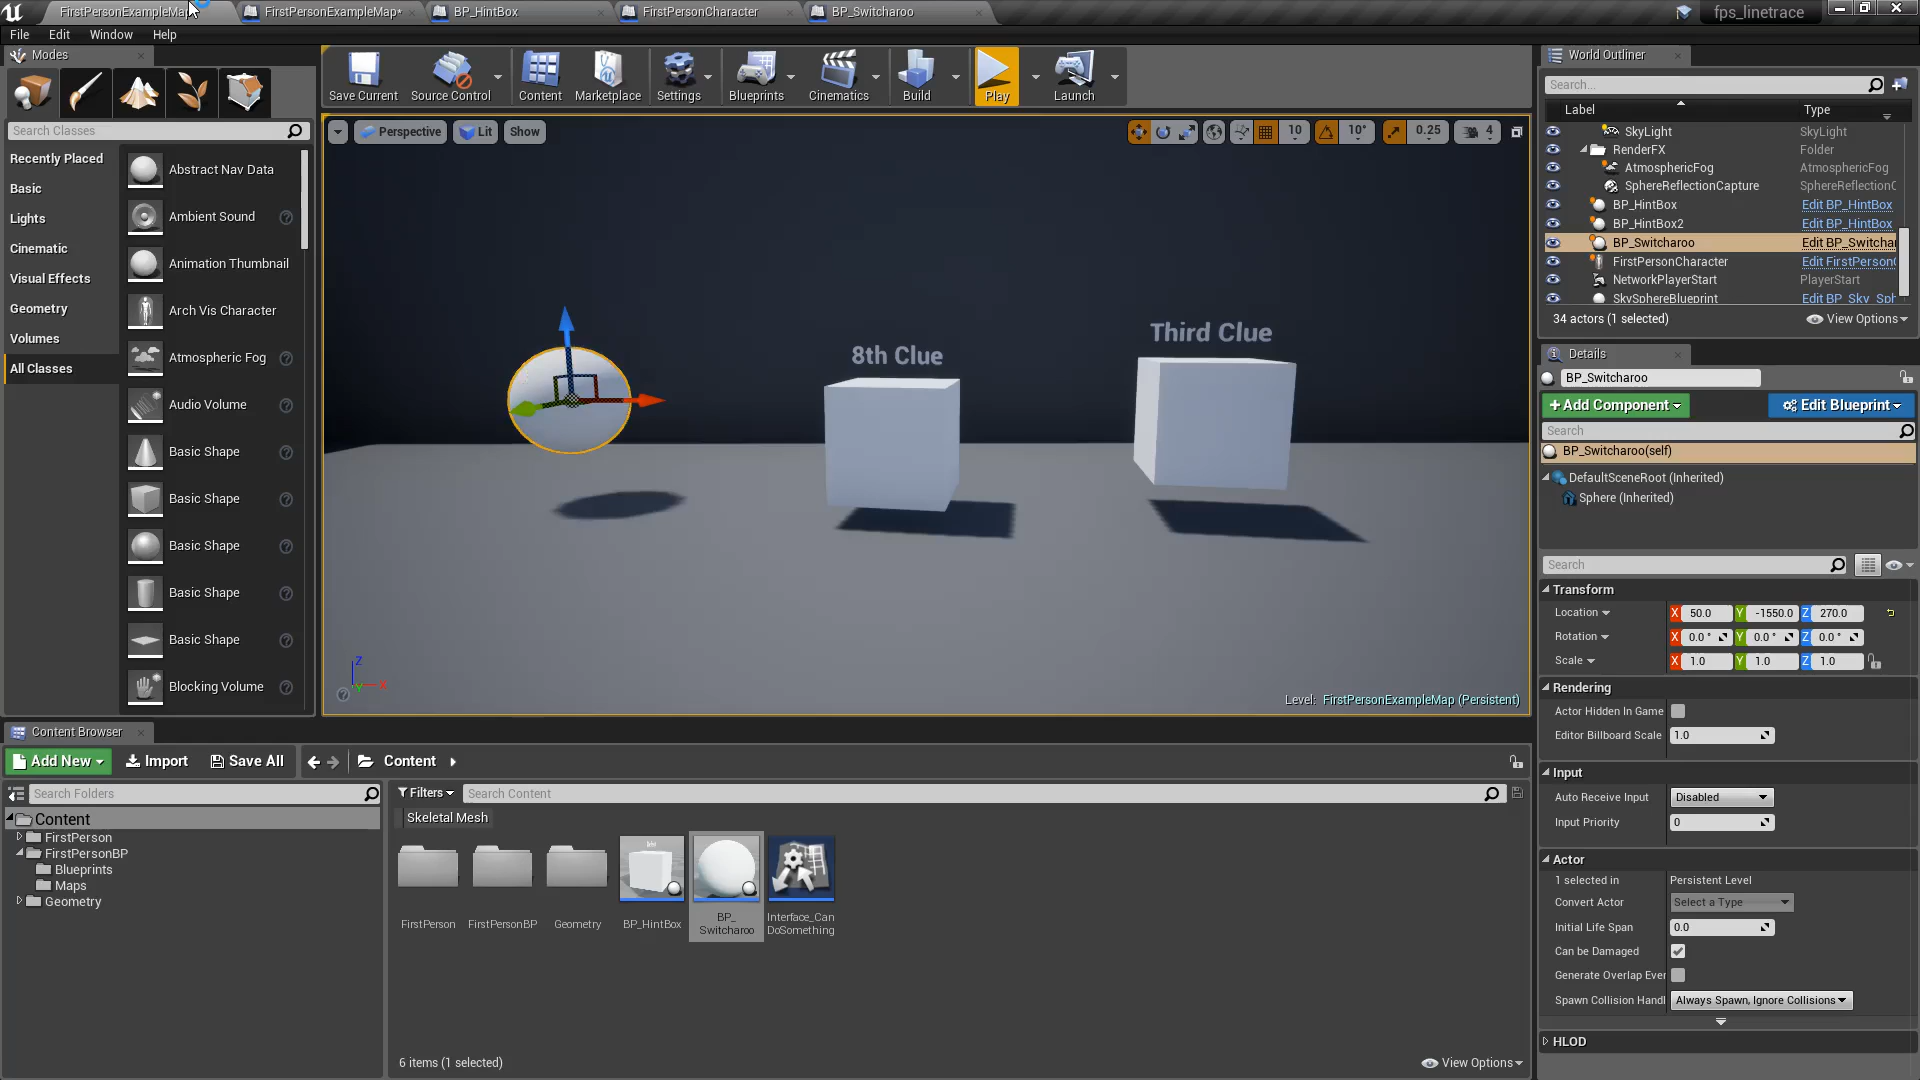 FirstPersonExampleMap
FirstPersonExampleMap*
BP_HintBox
FirstPersonCharacter
BP_Switcharoo
fps_linetrace
File Edit Window Help
Modes
Search Classes
Recently Placed
Basic
Lights
Cinematic
Visual Effects
Geometry
Volumes
All Classes
Abstract Nav Data
Ambient Sound
Animation Thumbnail
Arch Vis Character
Atmospheric Fog
Audio Volume
Basic Shape
Basic Shape
Basic Shape
Basic Shape
Basic Shape
Blocking Volume
Save Current Source Control Content Marketplace Settings Blueprints Cinematics Build Play Launch
Perspective Lit Show
10 10° 0.25 4
8th Clue
Third Clue
Z
X
Y
Level: FirstPersonExampleMap (Persistent)
World Outliner
Search...
Label Type
SkyLight SkyLight
RenderFX Folder
AtmosphericFog AtmosphericFog
SphereReflectionCapture SphereReflectionC
BP_HintBox Edit BP_HintBox
BP_HintBox2 Edit BP_HintBox
BP_Switcharoo Edit BP_Switchar
FirstPersonCharacter Edit FirstPersonC
NetworkPlayerStart PlayerStart
SkySphereBlueprint Edit BP_Sky_Sph
34 actors (1 selected) View Options
Details
BP_Switcharoo
+Add Component Edit Blueprint
Search
BP_Switcharoo(self)
DefaultSceneRoot (Inherited)
Sphere (Inherited)
Search
Transform
Location X 50.0 Y -1550.0 Z 270.0
Rotation X 0.0 ° Y 0.0 ° Z 0.0 °
Scale X 1.0 Y 1.0 Z 1.0
Rendering
Actor Hidden In Game
Editor Billboard Scale 1.0
Input
Auto Receive Input Disabled
Input Priority 0
Actor
1 selected in Persistent Level
Convert Actor Select a Type
Initial Life Span 0.0
Can be Damaged
Generate Overlap Ever
Spawn Collision Handl Always Spawn, Ignore Collisions
HLOD
Content Browser
Add New Import Save All Content
Search Folders
Filters Search Content
Content
FirstPerson
FirstPersonBP
Blueprints
Maps
Geometry
Skeletal Mesh
FirstPerson
FirstPersonBP
Geometry
BP_HintBox
BP_
Switcharoo
Interface_Can
DoSomething
6 items (1 selected) View Options